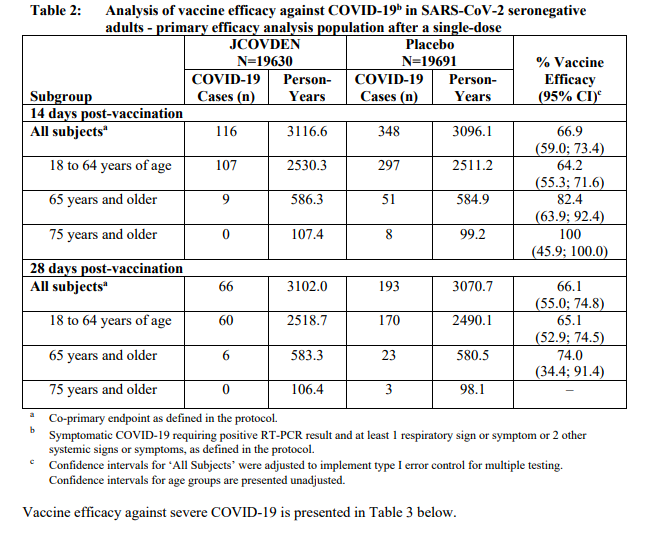 Table 2: Analysis of vaccine efficacy against COVID-19b in SARS-CoV-2 seronegative
adults - primary efficacy analysis population after a single-dose
Subgroup JCOVDEN N=19630 Placebo N=19691 % Vaccine Efficacy (95% CI)c
COVID-19 Cases (n) Person-Years COVID-19 Cases (n) Person-Years
14 days post-vaccination
All subjectsa 116 3116.6 348 3096.1 66.9
(59.0; 73.4)
18 to 64 years of age 107 2530.3 297 2511.2 64.2
(55.3; 71.6)
65 years and older 9 586.3 51 584.9 82.4
(63.9; 92.4)
75 years and older 0 107.4 8 99.2 100
(45.9; 100.0)
28 days post-vaccination
All subjectsa 66 3102.0 193 3070.7 66.1
(55.0; 74.8)
18 to 64 years of age 60 2518.7 170 2490.1 65.1
(52.9; 74.5)
65 years and older 6 583.3 23 580.5 74.0
(34.4; 91.4)
75 years and older 0 106.4 3 98.1 –
a Co-primary endpoint as defined in the protocol.
b Symptomatic COVID-19 requiring positive RT-PCR result and at least 1 respiratory sign or symptom or 2 other
systemic signs or symptoms, as defined in the protocol.
c Confidence intervals for ‘All Subjects’ were adjusted to implement type I error control for multiple testing.
Confidence intervals for age groups are presented unadjusted.
Vaccine efficacy against severe COVID-19 is presented in Table 3 below.